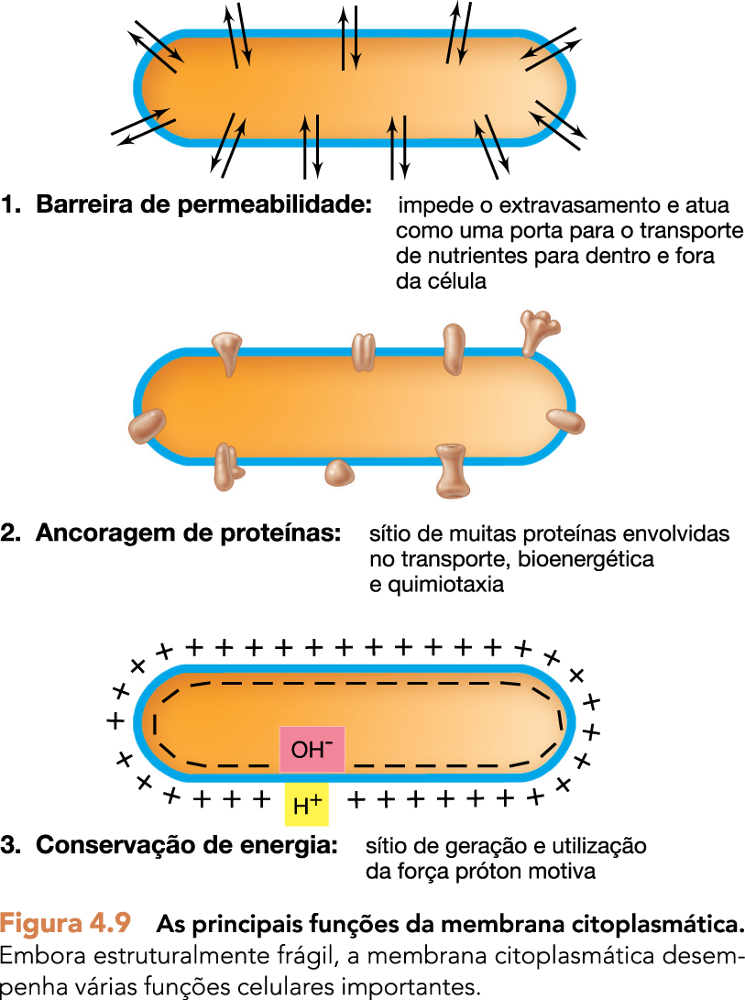 1. Barreira de permeabilidade: impede o extravasamento e atua
como uma porta para o transporte
de nutrientes para dentro e fora
da célula
2. Ancoragem de proteínas: sítio de muitas proteínas envolvidas
no transporte, bioenergética
e quimiotaxia
+ + + + + + + + + + + + + + + + + + + + + + + + + + + + + + + + + + + + + + + + +
– – – – – – – – – – – – – – – – – – – – – – – –
OH⁻
H⁺
3. Conservação de energia: sítio de geração e utilização
da força próton motiva
Figura 4.9 As principais funções da membrana citoplasmática.
Embora estruturalmente frágil, a membrana citoplasmática desem-
penha várias funções celulares importantes.